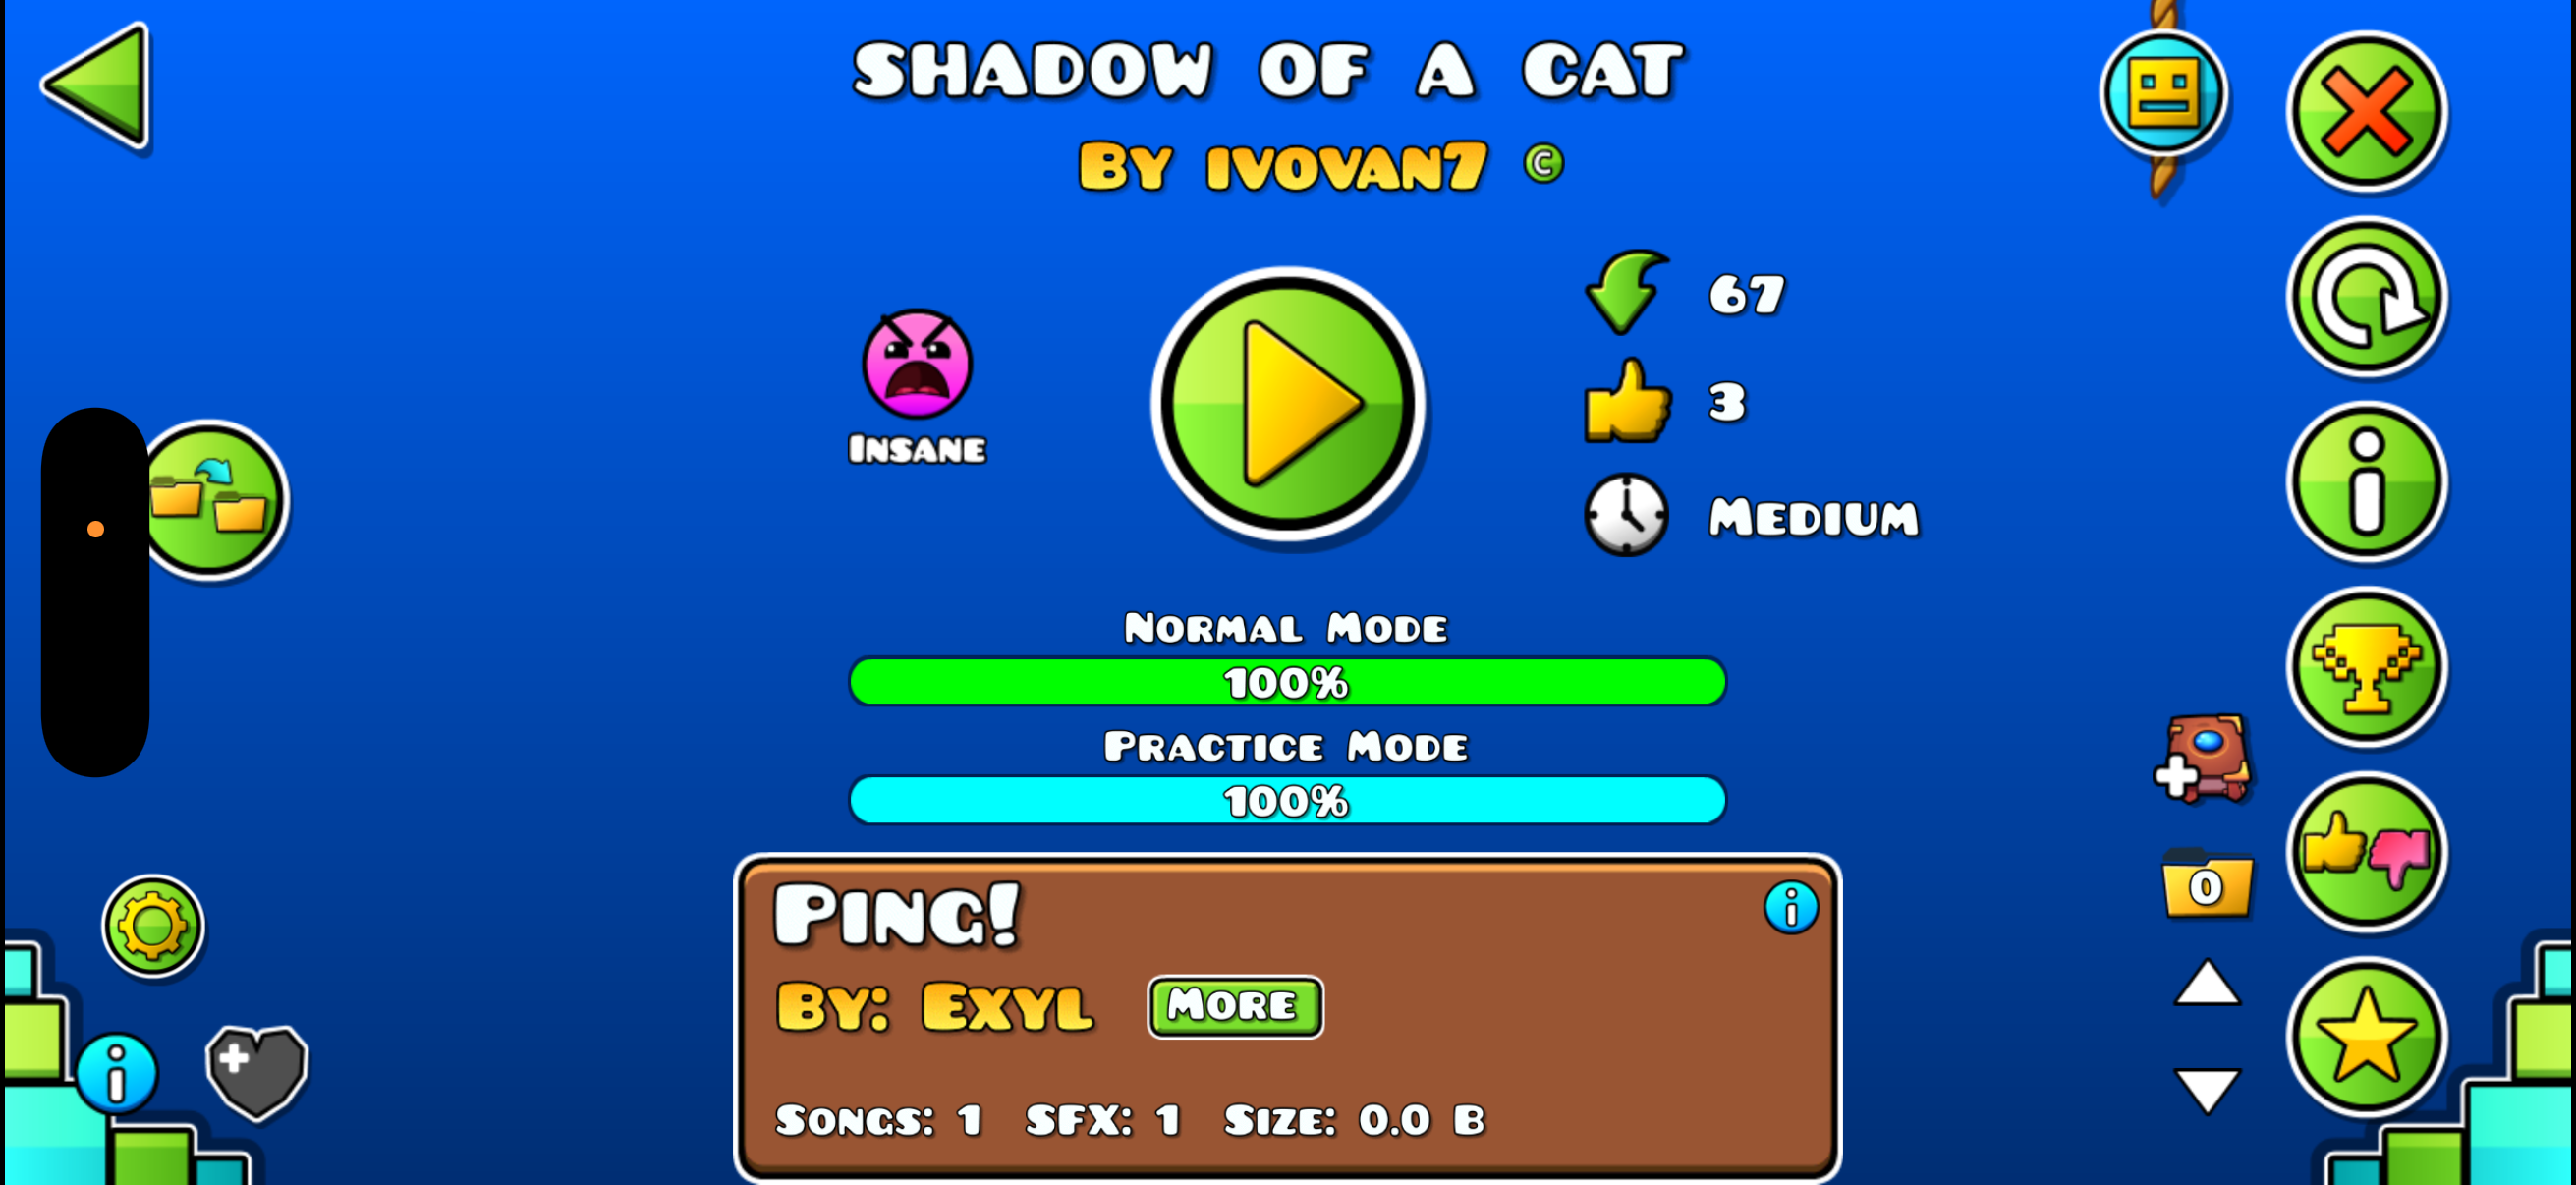 SHADOW OF A CAT
BY IVOVAN7 C
67
INSANE
3
MEDIUM
NORMAL MODE
100%
PRACTICE MODE
100%
0
PING!
BY: EXYL MORE
SONGS: 1 SFX: 1 SIZE: 0.0 B